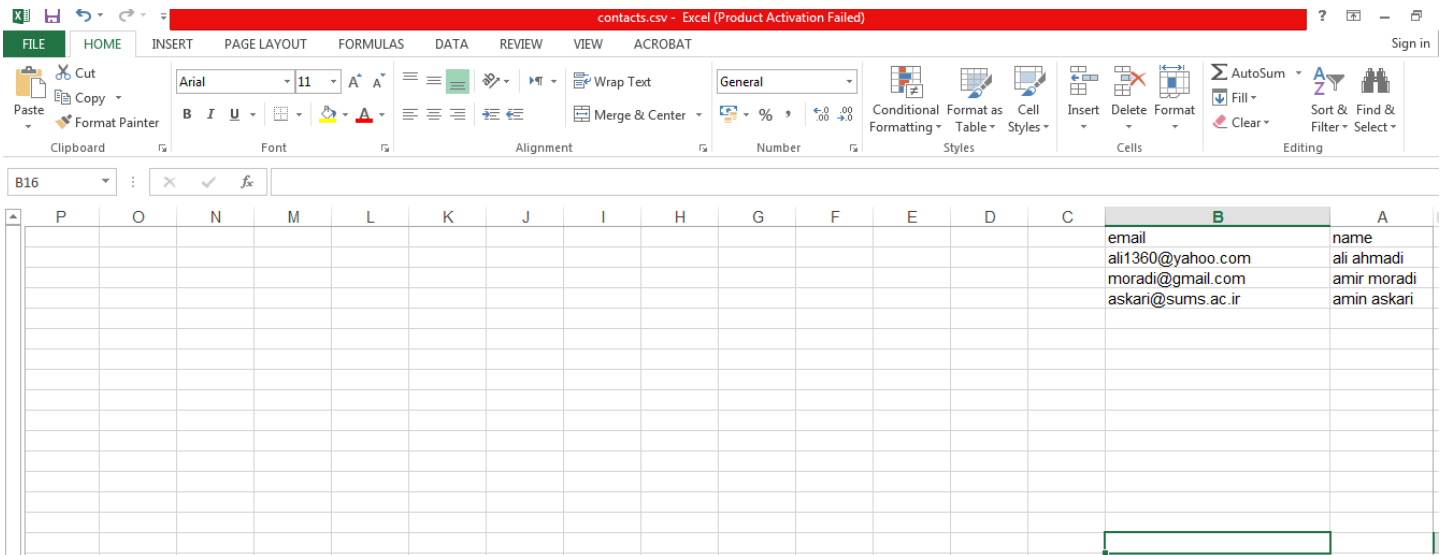 contacts.csv - Excel (Product Activation Failed)
FILE HOME INSERT PAGE LAYOUT FORMULAS DATA REVIEW VIEW ACROBAT Sign in
Paste
Cut
Copy
Format Painter
Clipboard
Arial 11
B I U
Font
Wrap Text
Merge & Center
Alignment
General
% , .00 .0
Number
Conditional Formatting
Format as Table
Cell Styles
Styles
Insert
Delete
Format
Cells
AutoSum
Fill
Clear
Sort & Filter
Find & Select
Editing
B16 fx
P O N M L K J I H G F E D C B A
email name
ali1360@yahoo.com ali ahmadi
moradi@gmail.com amir moradi
askari@sums.ac.ir amin askari